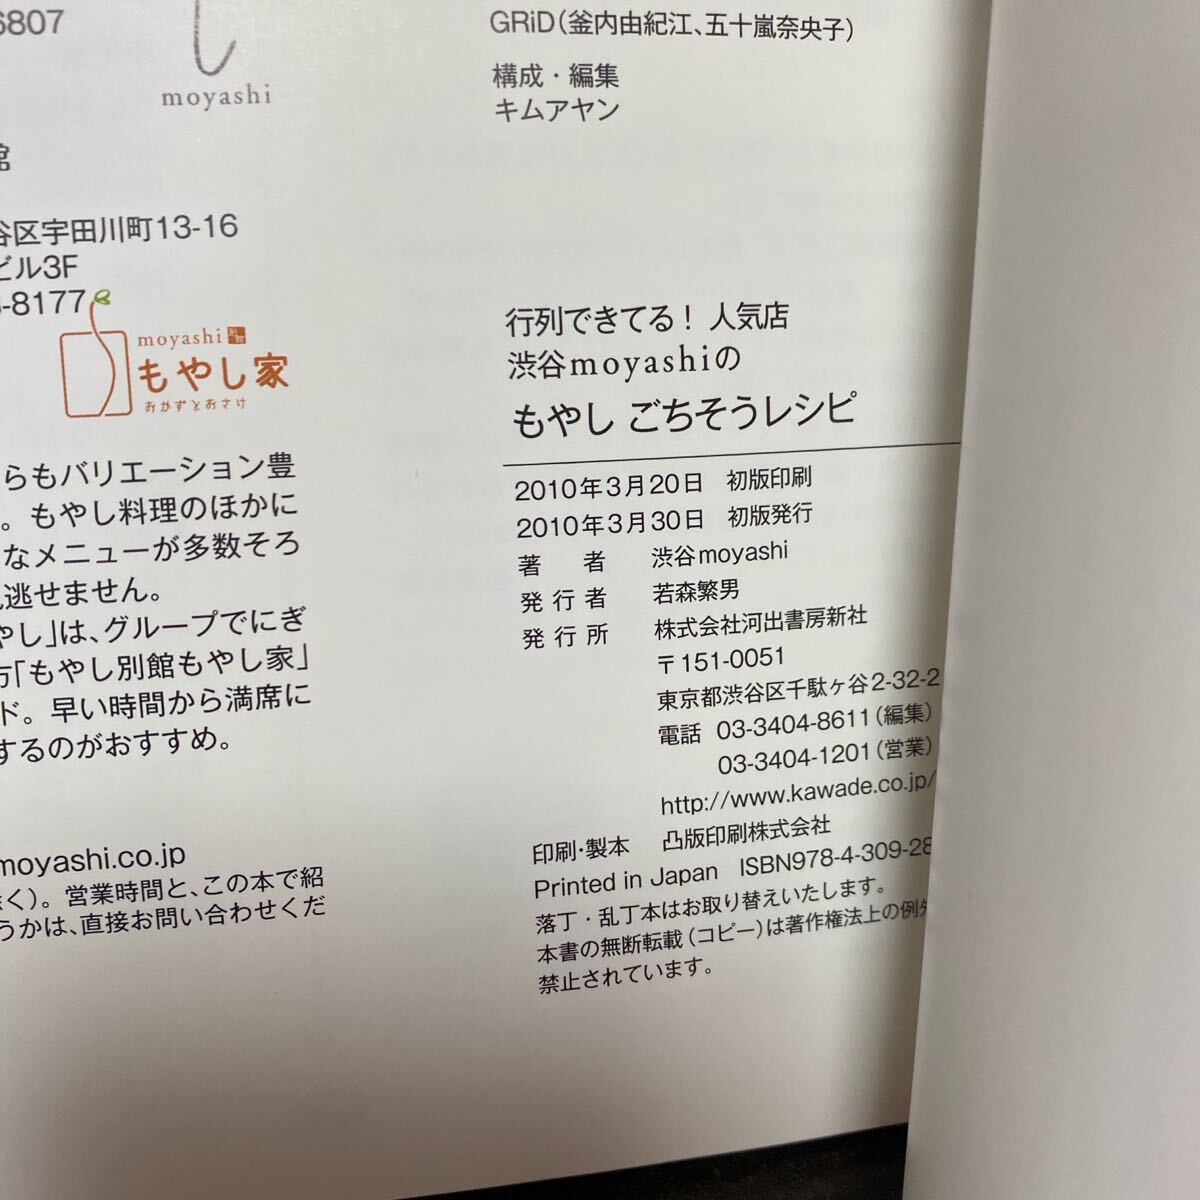 6807
moyashi
館
谷区宇田川町13-16
ビル3F
-8177
moyashi
もやし家
おかずとおさけ
らもバリエーション豊
。もやし料理のほかに
なメニューが多数そろ
逃せません。
やし」は、グループでにぎ
方「もやし別館もやし家」
ド。早い時間から満席に
するのがおすすめ。
moyashi.co.jp
く)。営業時間と、この本で紹
うかは、直接お問い合わせくだ
GRiD(釜内由紀江、五十嵐奈央子)
構成・編集
キムアヤン
行列できてる！ 人気店
渋谷moyashiの
もやし ごちそうレシピ
2010年3月20日 初版印刷
2010年3月30日 初版発行
著者 渋谷moyashi
発行者 若森繁男
発行所 株式会社河出書房新社
〒151-0051
東京都渋谷区千駄ヶ谷2-32-2
電話 03-3404-8611(編集)
03-3404-1201(営業)
http://www.kawade.co.jp/
印刷・製本 凸版印刷株式会社
Printed in Japan ISBN978-4-309-28
落丁・乱丁本はお取り替えいたします。
本書の無断転載(コピー)は著作権法上の例外
禁止されています。